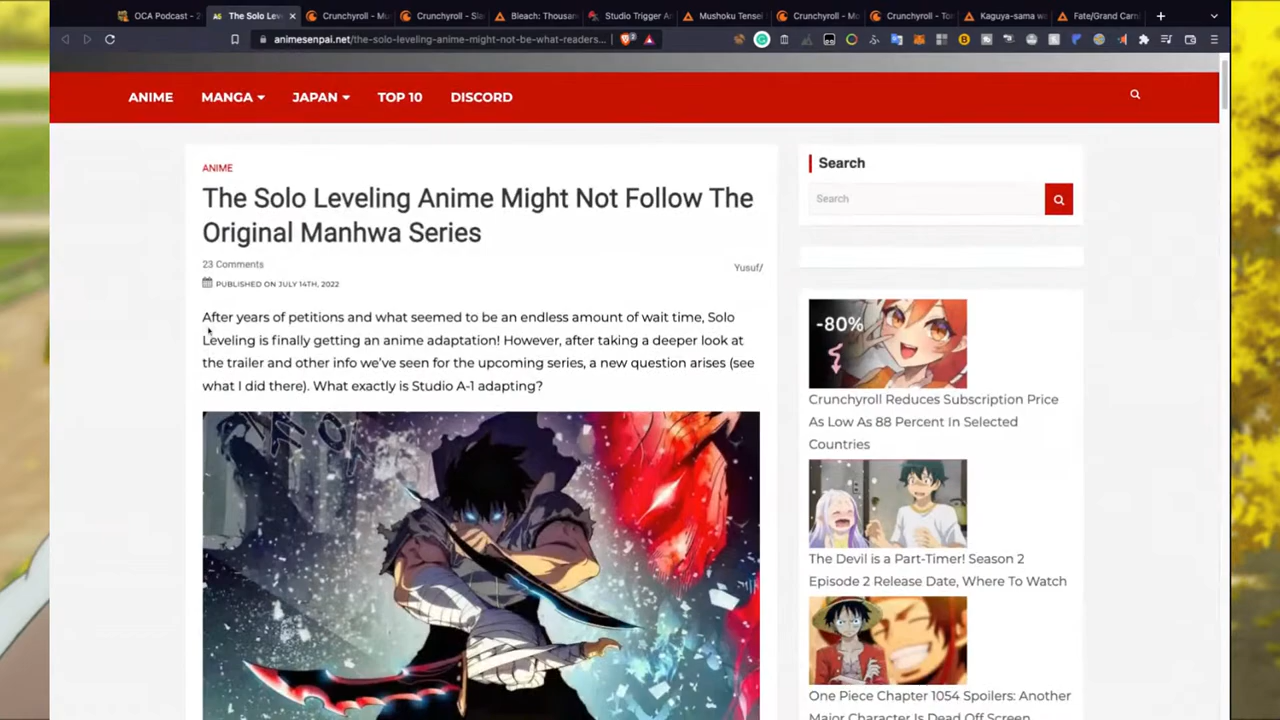 OCA Podcast - 2
The Solo Lev
Crunchyroll - Mu
Crunchyroll - Sla
Bleach: Thousan
Studio Trigger A
Mushoku Tensei
Crunchyroll - Mo
Crunchyroll - Ton
Kaguya-sama wa
Fate/Grand Carn
animesenpai.net/the-solo-leveling-anime-might-not-be-what-readers...
ANIME
MANGA
JAPAN
TOP 10
DISCORD
ANIME
The Solo Leveling Anime Might Not Follow The
Original Manhwa Series
23 Comments
Yusuf/
PUBLISHED ON JULY 14TH, 2022
After years of petitions and what seemed to be an endless amount of wait time, Solo
Leveling is finally getting an anime adaptation! However, after taking a deeper look at
the trailer and other info we've seen for the upcoming series, a new question arises (see
what I did there). What exactly is Studio A-1 adapting?
Search
Search
-80%
Crunchyroll Reduces Subscription Price
As Low As 88 Percent In Selected
Countries
The Devil is a Part-Timer! Season 2
Episode 2 Release Date, Where To Watch
One Piece Chapter 1054 Spoilers: Another
Major Character Is Dead Off Screen